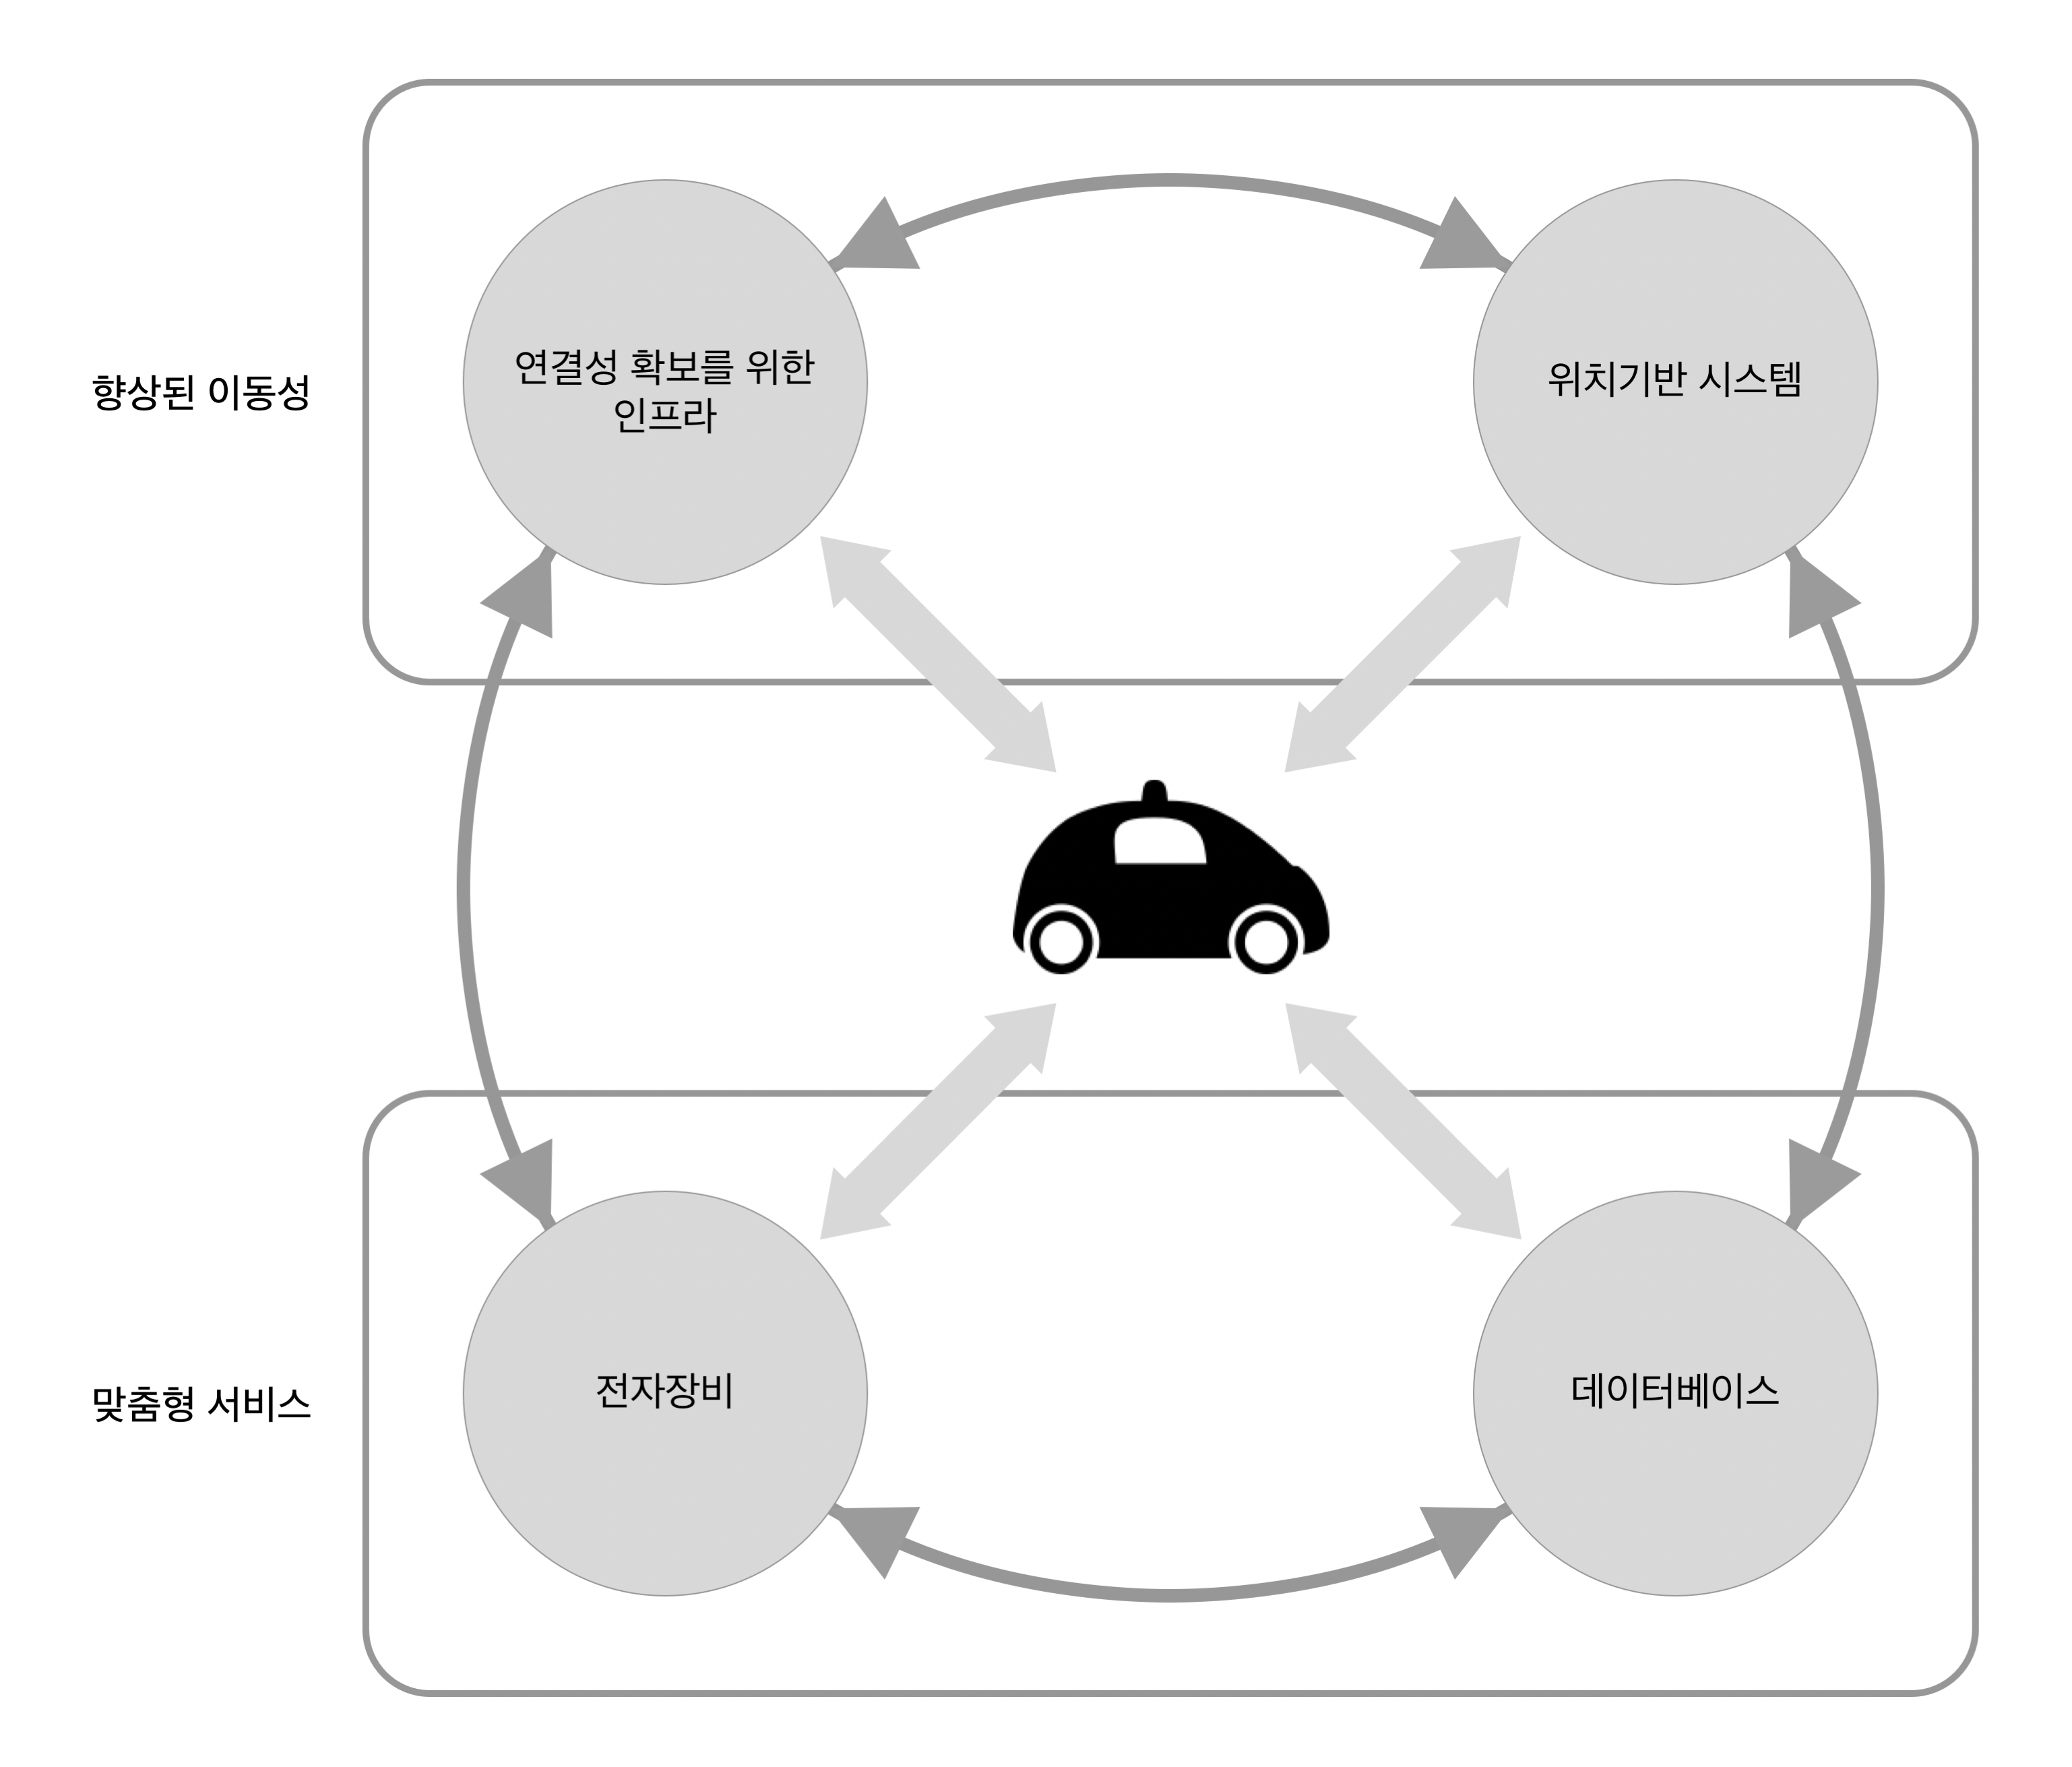 연결성 확보를 위한
인프라
위치기반 시스템
향상된 이동성
전자장비
데이터베이스
맞춤형 서비스